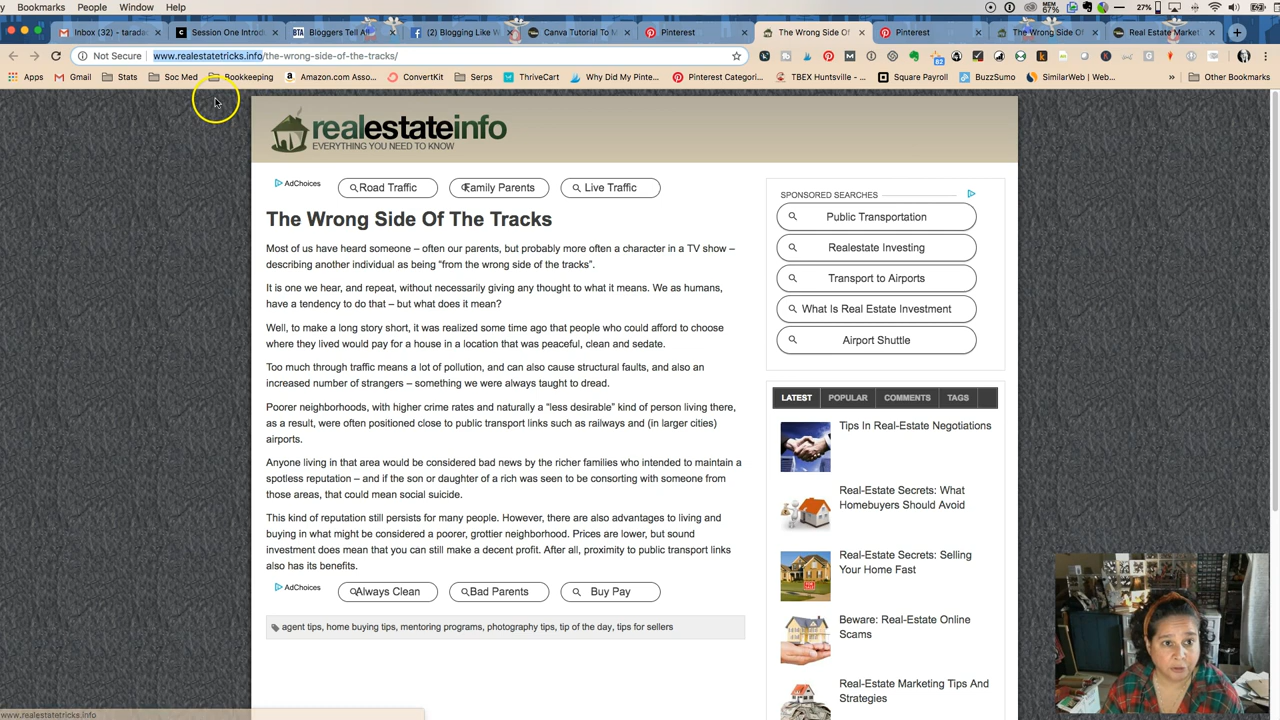 Bookmarks People Window Help
MEM 67% 27%
Inbox (32) - tarada × Session One Introd × Bloggers Tell All × (2) Blogging Like W × Canva Tutorial To M × Pinterest × The Wrong Side Of × Pinterest × The Wrong Side Of × Real Estate Market ×
Not Secure www.realestatetricks.info/the-wrong-side-of-the-tracks/
Apps Gmail Stats Soc Med Bookkeeping Amazon.com Asso... ConvertKit Serps ThriveCart Why Did My Pinte... Pinterest Categori... TBEX Huntsville -... Square Payroll BuzzSumo SimilarWeb | Web... Other Bookmarks
realestateinfo
EVERYTHING YOU NEED TO KNOW
AdChoices Road Traffic Family Parents Live Traffic
The Wrong Side Of The Tracks
Most of us have heard someone – often our parents, but probably more often a character in a TV show –
describing another individual as being “from the wrong side of the tracks”.
It is one we hear, and repeat, without necessarily giving any thought to what it means. We as humans,
have a tendency to do that – but what does it mean?
Well, to make a long story short, it was realized some time ago that people who could afford to choose
where they lived would pay for a house in a location that was peaceful, clean and sedate.
Too much through traffic means a lot of pollution, and can also cause structural faults, and also an
increased number of strangers – something we were always taught to dread.
Poorer neighborhoods, with higher crime rates and naturally a “less desirable” kind of person living there,
as a result, were often positioned close to public transport links such as railways and (in larger cities)
airports.
Anyone living in that area would be considered bad news by the richer families who intended to maintain a
spotless reputation – and if the son or daughter of a rich was seen to be consorting with someone from
those areas, that could mean social suicide.
This kind of reputation still persists for many people. However, there are also advantages to living and
buying in what might be considered a poorer, grottier neighborhood. Prices are lower, but sound
investment does mean that you can still make a decent profit. After all, proximity to public transport links
also has its benefits.
AdChoices Always Clean Bad Parents Buy Pay
agent tips, home buying tips, mentoring programs, photography tips, tip of the day, tips for sellers
SPONSORED SEARCHES
Public Transportation
Realestate Investing
Transport to Airports
What Is Real Estate Investment
Airport Shuttle
LATEST POPULAR COMMENTS TAGS
Tips In Real-Estate Negotiations
Real-Estate Secrets: What
Homebuyers Should Avoid
Real-Estate Secrets: Selling
Your Home Fast
Beware: Real-Estate Online
Scams
Real-Estate Marketing Tips And
Strategies
www.realestatetricks.info